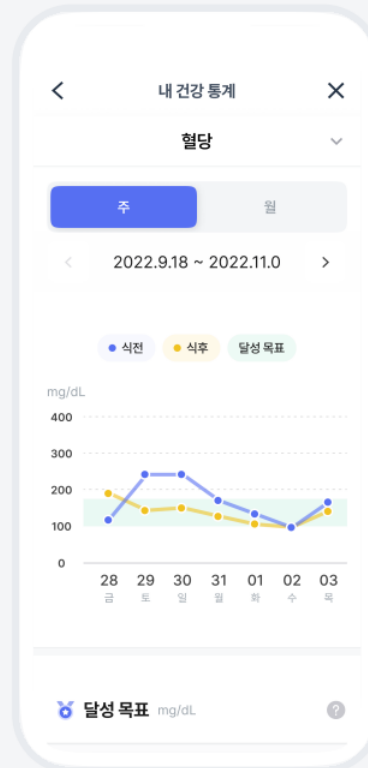 내 건강 통계
혈당
주 월
2022.9.18 ~ 2022.11.0
식전 식후 달성 목표
mg/dL
400
300
200
100
0
28 29 30 31 01 02 03
금 토 일 월 화 수 목
달성 목표 mg/dL ?